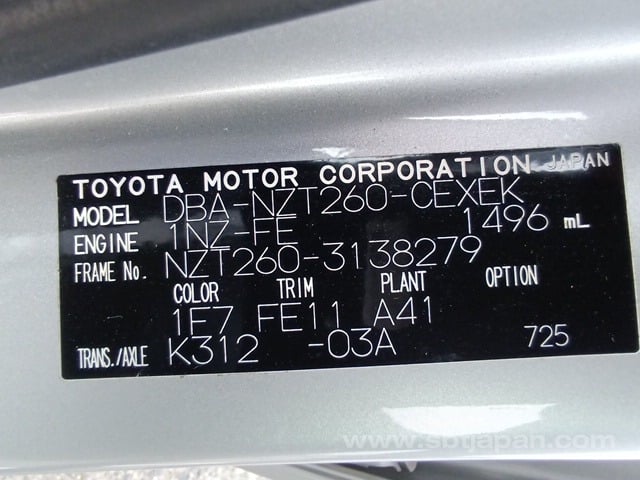 TOYOTA MOTOR CORPORATION JAPAN
MODEL DBA-NZT260-CEXEK
ENGINE 1NZ-FE 1496 mL
FRAME No. NZT260-3138279
COLOR TRIM PLANT OPTION
1E7 FE11 A41
TRANS./AXLE K312 -03A 725
www.sbtjapan.com